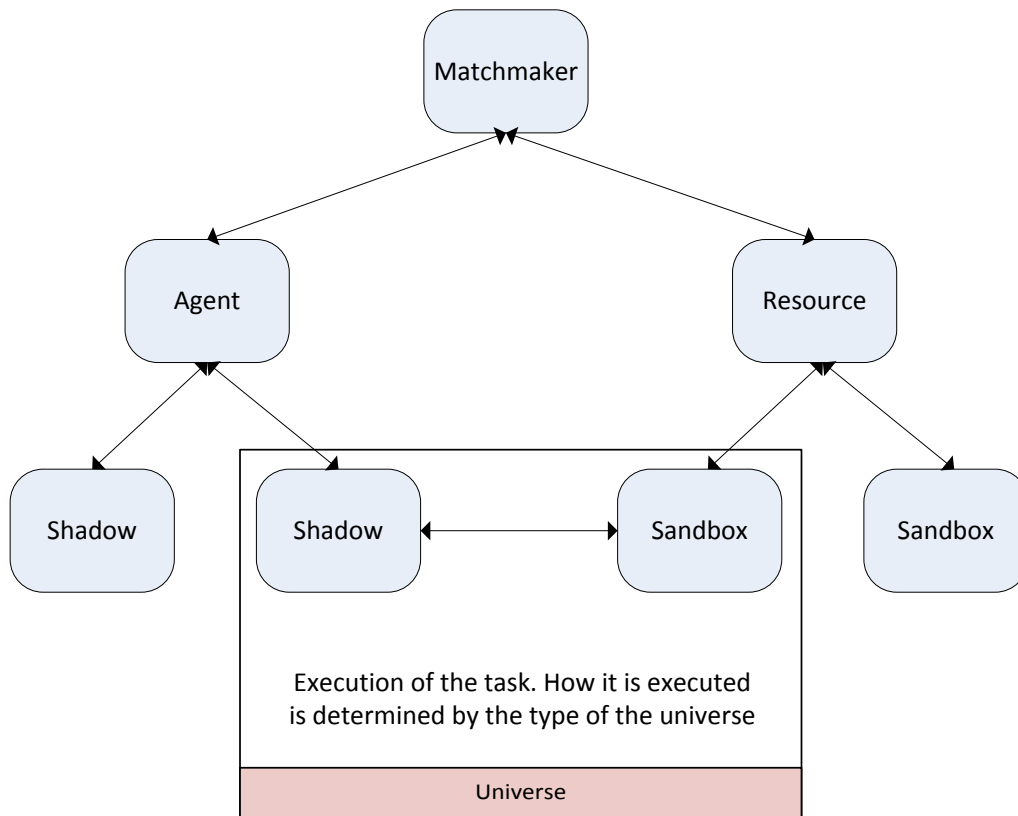 Matchmaker
Agent
Resource
Shadow
Shadow
Sandbox
Sandbox
Execution of the task. How it is executed
is determined by the type of the universe
Universe